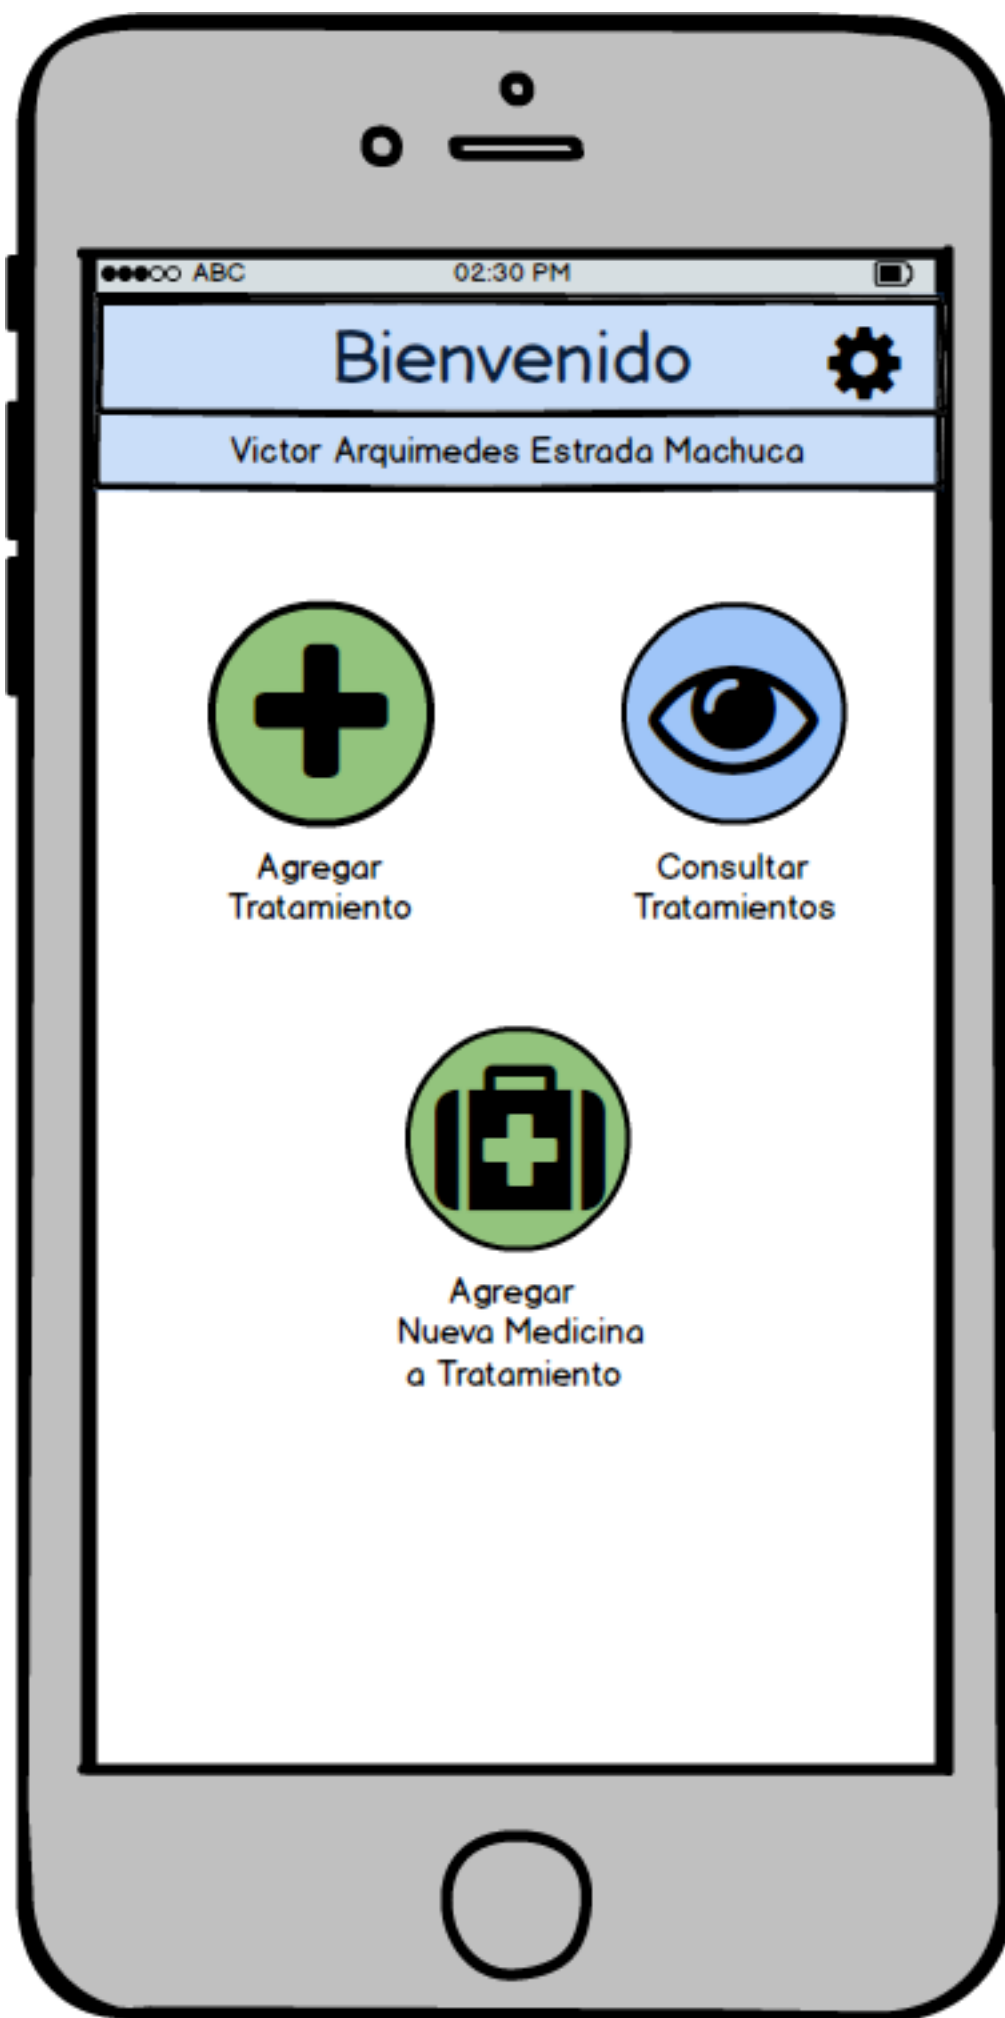 ABC 02:30 PM
Bienvenido
Victor Arquimedes Estrada Machuca
Agregar
Tratamiento
Consultar
Tratamientos
Agregar
Nueva Medicina
a Tratamiento